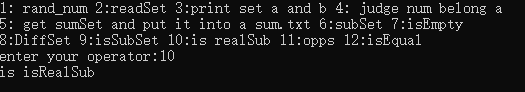 1: rand_num 2:readSet 3:print set a and b 4: judge num belong a
5: get sumSet and put it into a sum.txt 6:subSet 7:isEmpty
8:DiffSet 9:isSubSet 10:is realSub 11:opps 12:isEqual
enter your operator:10
is isRealSub